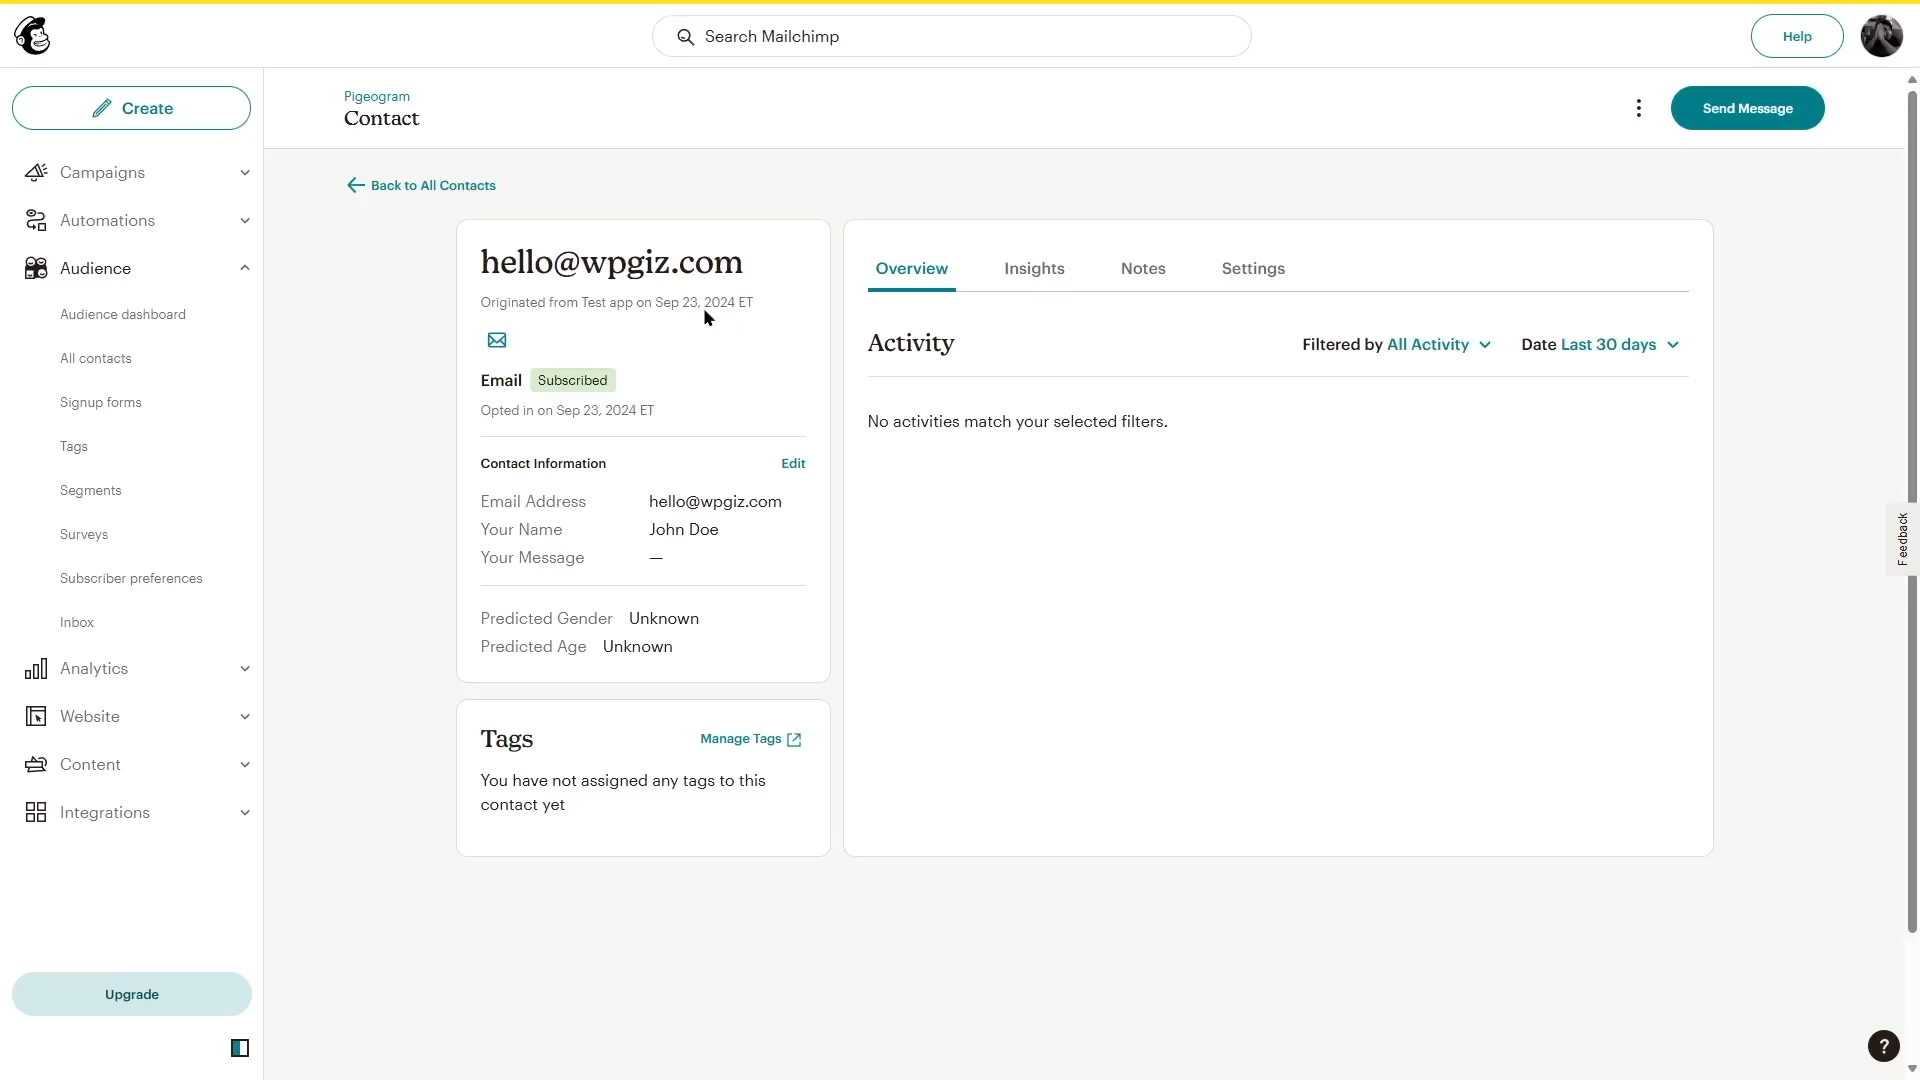 Search Mailchimp
Help
Create
Campaigns
Automations
Audience
Audience dashboard
All contacts
Signup forms
Tags
Segments
Surveys
Subscriber preferences
Inbox
Analytics
Website
Content
Integrations
Upgrade
Pigeogram
Contact
Send Message
Back to All Contacts
hello@wpgiz.com
Originated from Test app on Sep 23, 2024 ET
Email Subscribed
Opted in on Sep 23, 2024 ET
Contact Information Edit
Email Address hello@wpgiz.com
Your Name John Doe
Your Message —
Predicted Gender Unknown
Predicted Age Unknown
Tags Manage Tags
You have not assigned any tags to this
contact yet
Overview Insights Notes Settings
Activity Filtered by All Activity Date Last 30 days
No activities match your selected filters.
Feedback
?